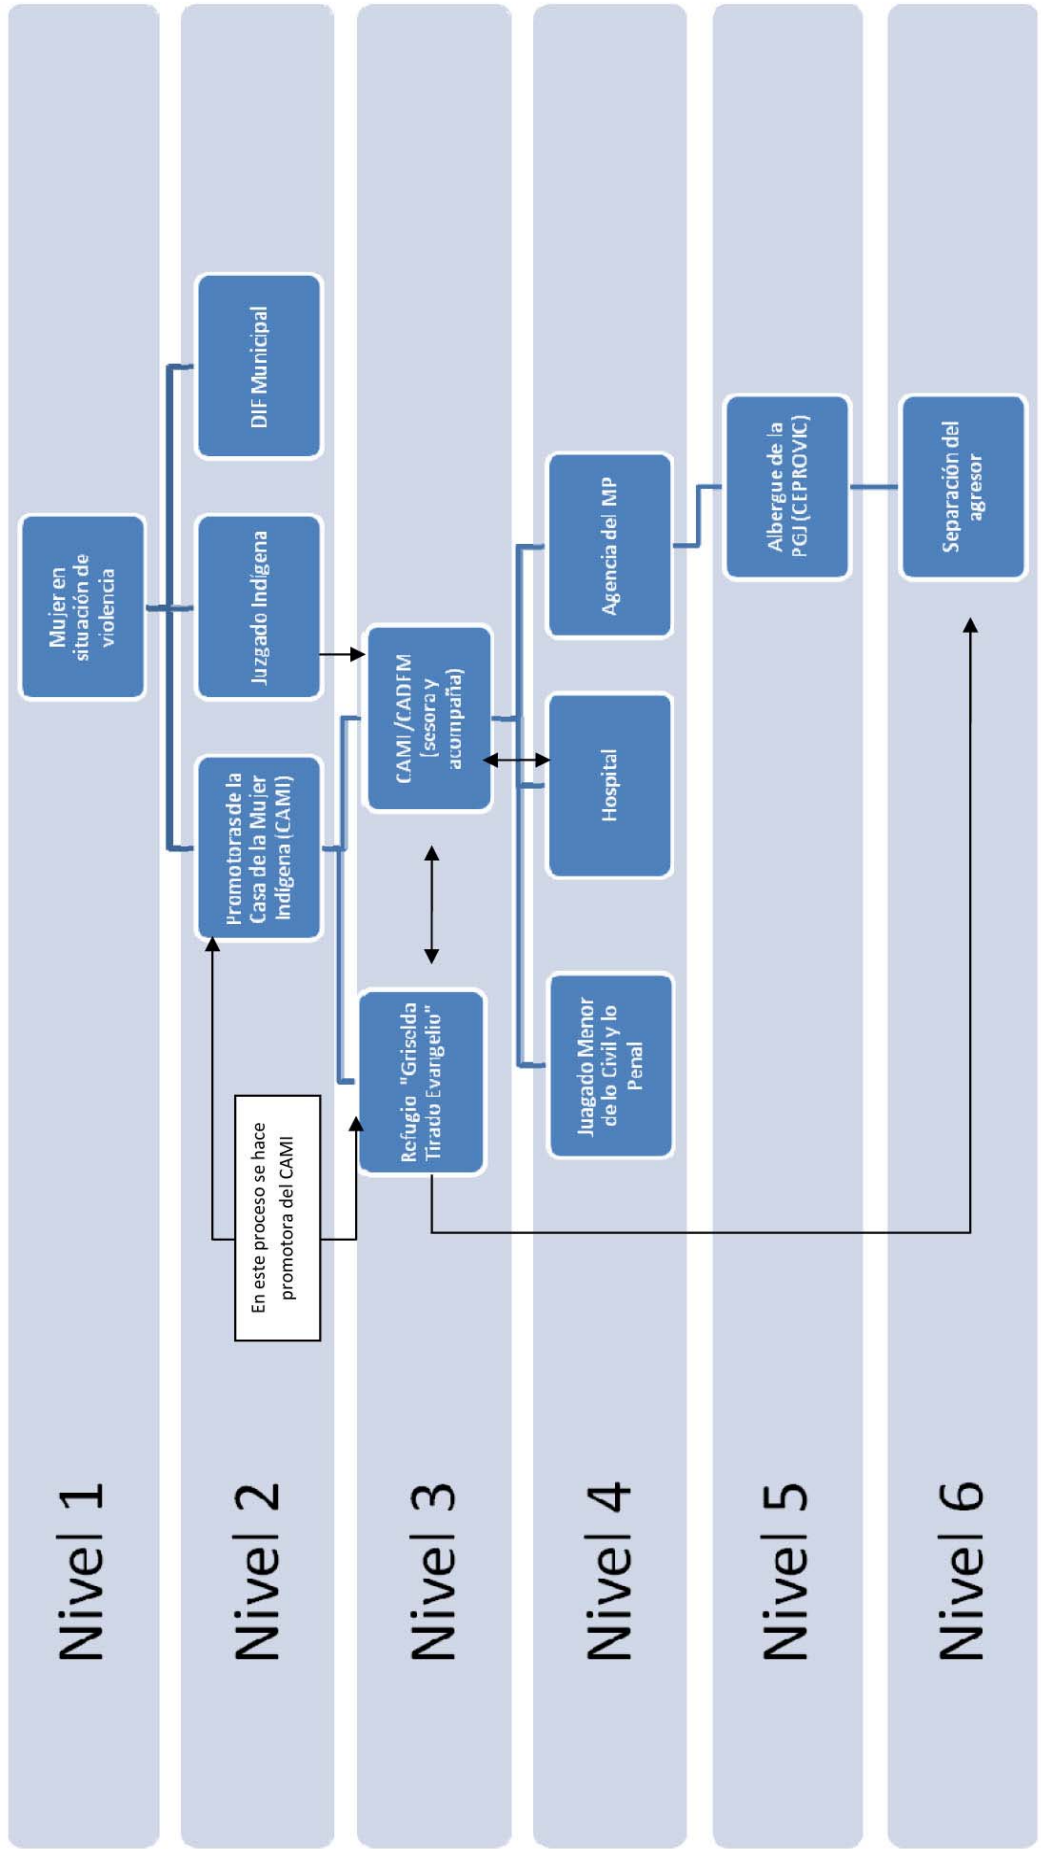 Nivel 1
Mujer en
situación de
violencia
Nivel 2
En este proceso se hace
promotora del CAMI
Promotoras de la
Casa de la Mujer
Indígena (CAMI)
Juzgado Indígena
DIF Municipal
Nivel 3
Refugio "Griselda
Tirado Evangelio"
CAMI/CADEM
(sesora y
acompaña)
Nivel 4
Juagado Menor
de lo Civil y lo
Penal
Hospital
Agencia del MP
Nivel 5
Albergue de la
PGJ (CEPROVIC)
Nivel 6
Separación del
agresor